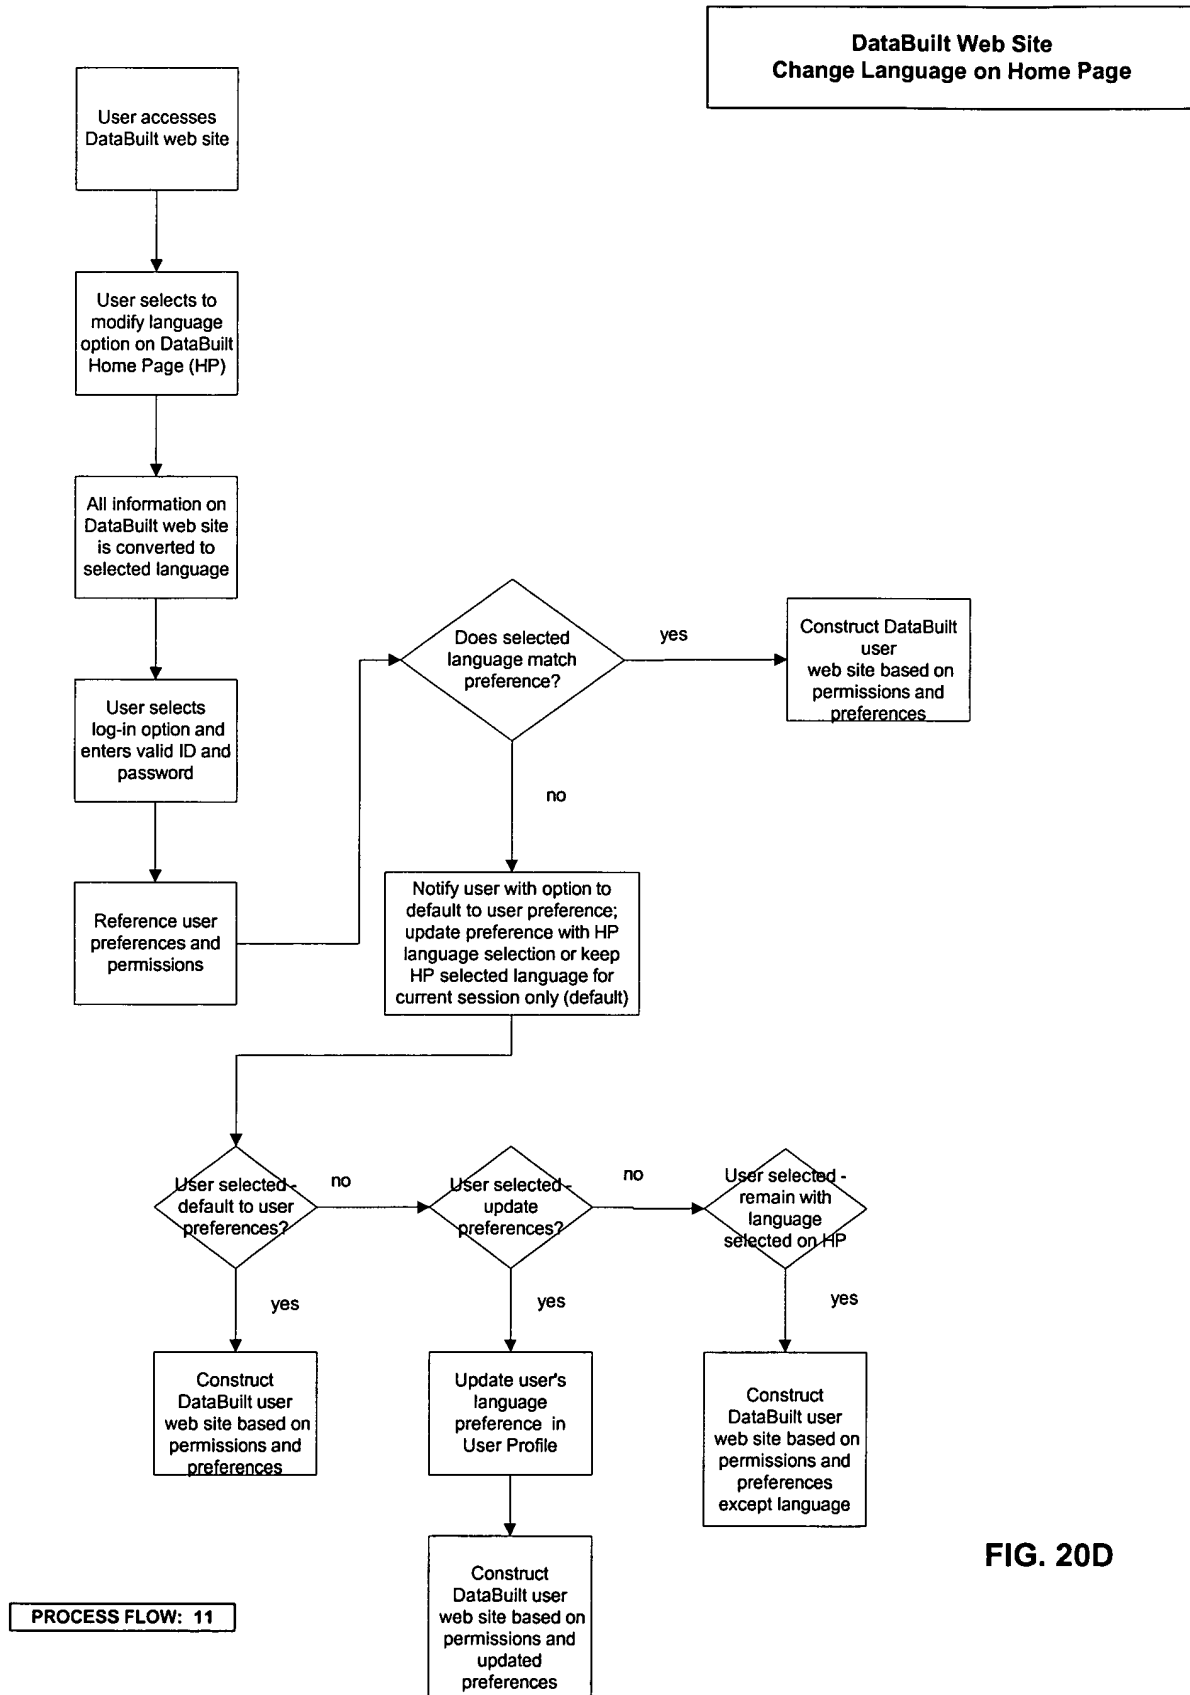 DataBuilt Web Site
Change Language on Home Page
User accesses
DataBuilt web site
User selects to
modify language
option on DataBuilt
Home Page (HP)
All information on
DataBuilt web site
is converted to
selected language
User selects
log-in option and
enters valid ID and
password
Reference user
preferences and
permissions
Does selected
language match
preference?
yes
Construct DataBuilt
user
web site based on
permissions and
preferences
no
Notify user with option to
default to user preference;
update preference with HP
language selection or keep
HP selected language for
current session only (default)
User selected -
default to user
preferences?
no
User selected -
update
preferences?
no
User selected -
remain with
language
selected on HP
yes
yes
yes
Construct
DataBuilt user
web site based on
permissions and
preferences
Update user's
language
preference in
User Profile
Construct
DataBuilt user
web site based on
permissions and
preferences
except language
Construct
DataBuilt user
web site based on
permissions and
updated
preferences
FIG. 20D
PROCESS FLOW: 11